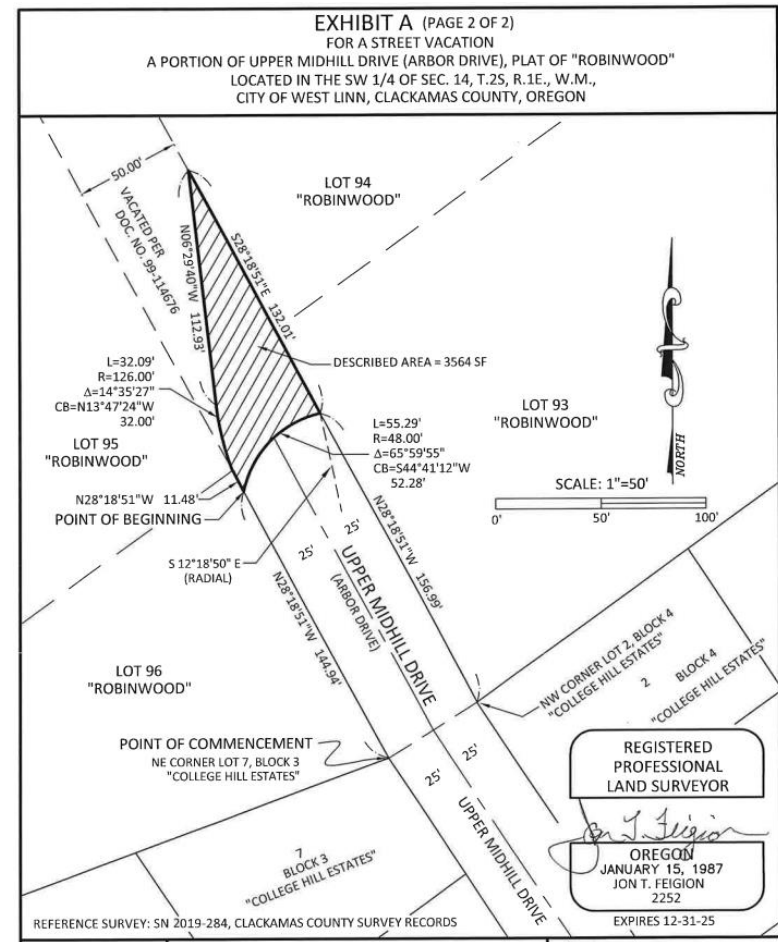 EXHIBIT A (PAGE 2 OF 2)
FOR A STREET VACATION
A PORTION OF UPPER MIDHILL DRIVE (ARBOR DRIVE), PLAT OF "ROBINWOOD"
LOCATED IN THE SW 1/4 OF SEC. 14, T.2S, R.1E., W.M.,
CITY OF WEST LINN, CLACKAMAS COUNTY, OREGON
50.00'
VACATED PER
DOC. NO. 99-114676
LOT 94
"ROBINWOOD"
N06°29'40"W 112.93'
S28°18'51"E 132.01'
DESCRIBED AREA = 3564 SF
L=32.09'
R=126.00'
Δ=14°35'27"
CB=N13°47'24"W
32.00'
LOT 95
"ROBINWOOD"
L=55.29'
R=48.00'
Δ=65°59'55"
CB=S44°41'12"W
52.28'
LOT 93
"ROBINWOOD"
NORTH
SCALE: 1"=50'
0'
50'
100'
N28°18'51"W 11.48'
POINT OF BEGINNING
S 12°18'50" E
(RADIAL)
25'
25'
UPPER MIDHILL DRIVE
(ARBOR DRIVE)
N28°18'51"W 156.99'
N28°18'51"W 144.94'
LOT 96
"ROBINWOOD"
NW CORNER LOT 2, BLOCK 4
"COLLEGE HILL ESTATES"
2
BLOCK 4
"COLLEGE HILL ESTATES"
POINT OF COMMENCEMENT
NE CORNER LOT 7, BLOCK 3
"COLLEGE HILL ESTATES"
25'
25'
UPPER MIDHILL DRIVE
7
BLOCK 3
"COLLEGE HILL ESTATES"
REGISTERED
PROFESSIONAL
LAND SURVEYOR
Jon T. Feigion
OREGON
JANUARY 15, 1987
JON T. FEIGION
2252
EXPIRES 12-31-25
REFERENCE SURVEY: SN 2019-284, CLACKAMAS COUNTY SURVEY RECORDS